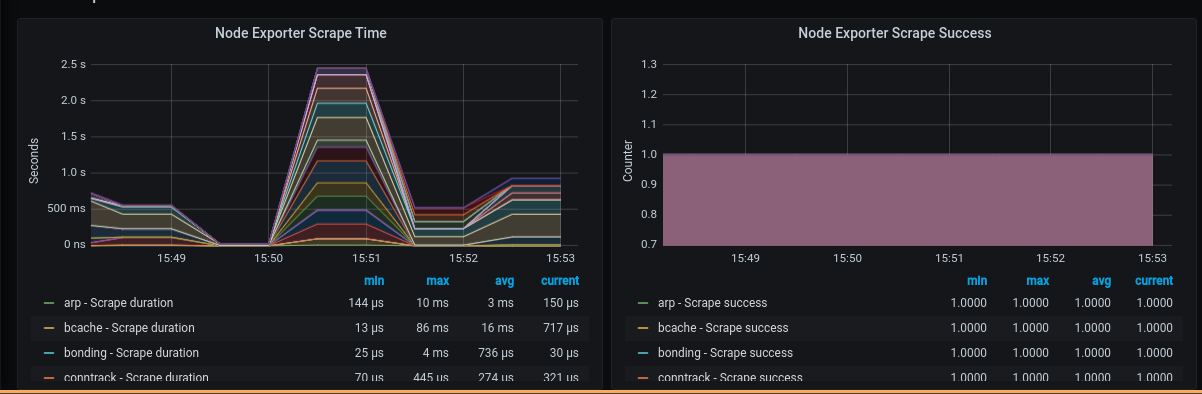 Node Exporter Scrape Time
2.5 s
2.0 s
1.5 s
1.0 s
500 ms
0 ns
Seconds
15:49 15:50 15:51 15:52 15:53
min max avg current
arp - Scrape duration 144 µs 10 ms 3 ms 150 µs
bcache - Scrape duration 13 µs 86 ms 16 ms 717 µs
bonding - Scrape duration 25 µs 4 ms 736 µs 30 µs
conntrack - Scrape duration 70 µs 445 µs 274 µs 321 µs
Node Exporter Scrape Success
1.3
1.2
1.1
1.0
0.9
0.8
0.7
Counter
15:49 15:50 15:51 15:52 15:53
min max avg current
arp - Scrape success 1.0000 1.0000 1.0000 1.0000
bcache - Scrape success 1.0000 1.0000 1.0000 1.0000
bonding - Scrape success 1.0000 1.0000 1.0000 1.0000
conntrack - Scrape success 1.0000 1.0000 1.0000 1.0000